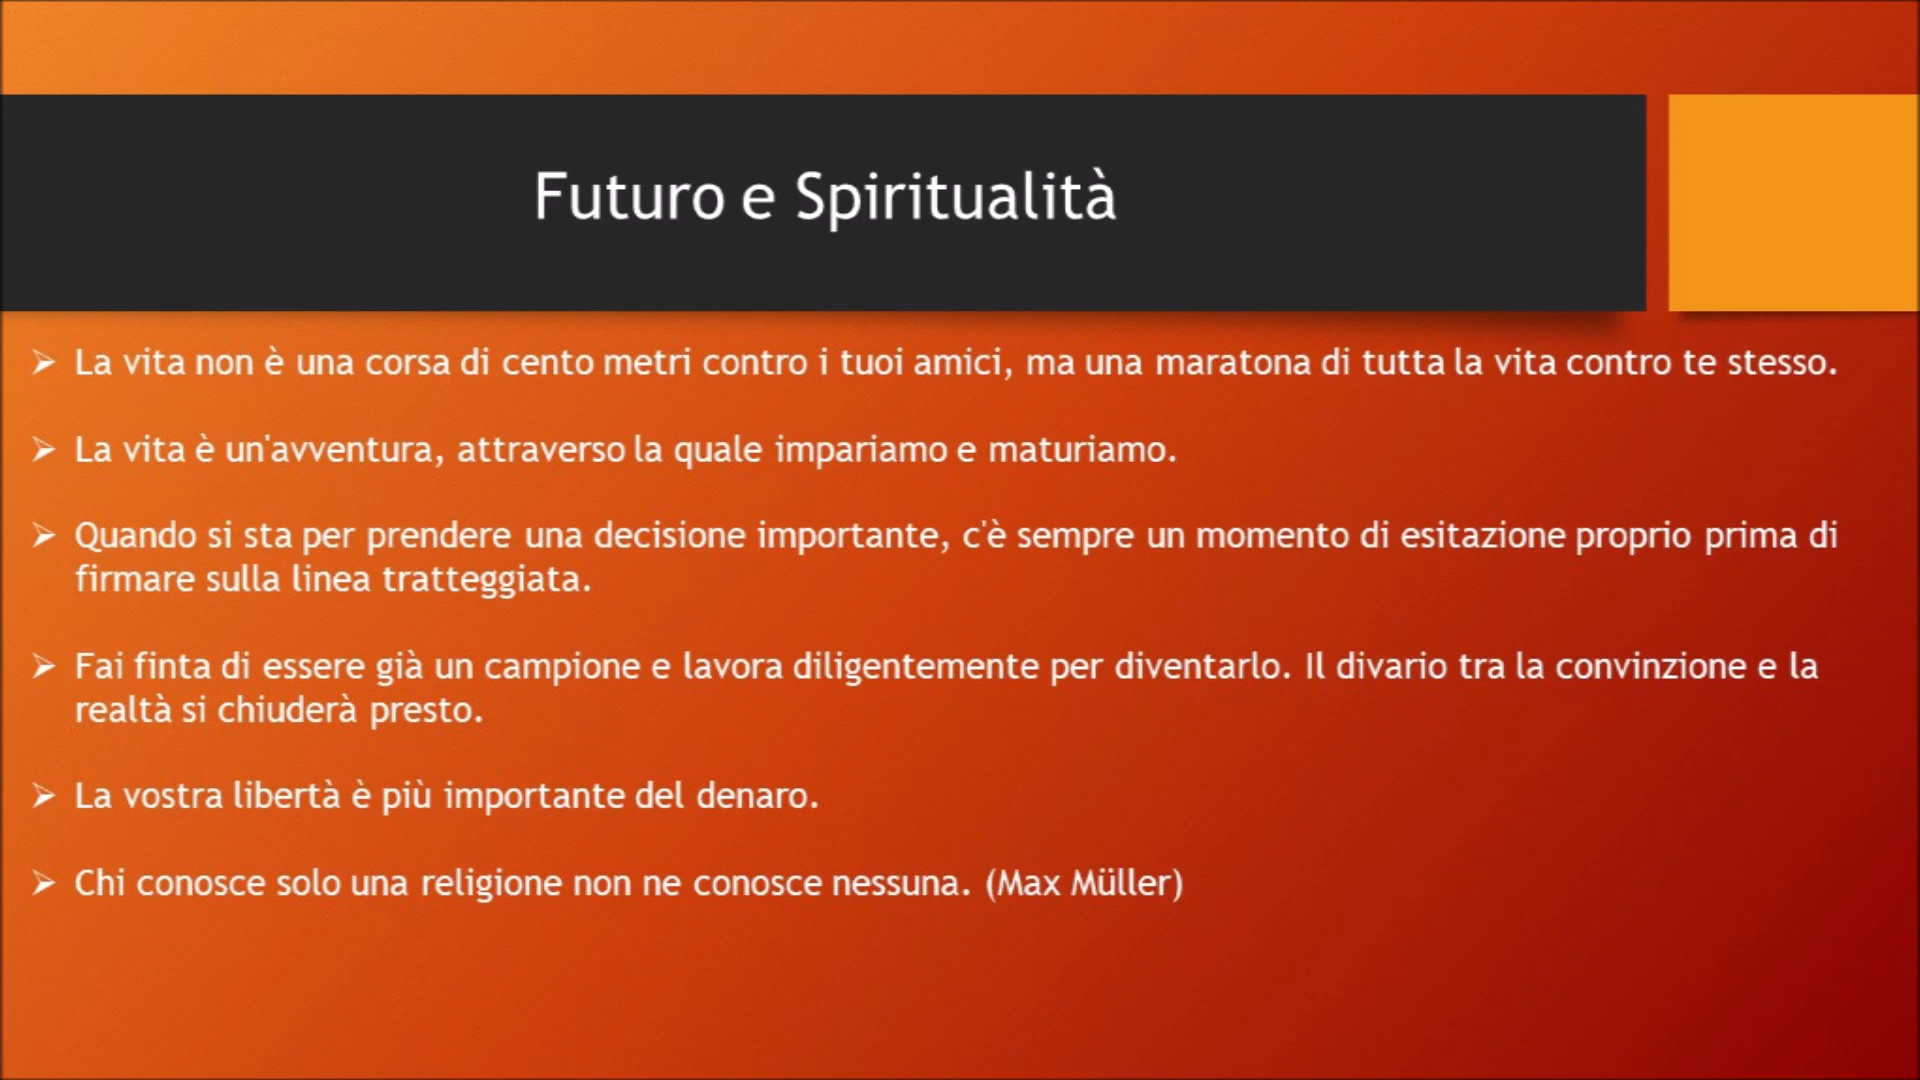 Futuro e Spiritualità
➢ La vita non è una corsa di cento metri contro i tuoi amici, ma una maratona di tutta la vita contro te stesso.
➢ La vita è un'avventura, attraverso la quale impariamo e maturiamo.
➢ Quando si sta per prendere una decisione importante, c'è sempre un momento di esitazione proprio prima di
firmare sulla linea tratteggiata.
➢ Fai finta di essere già un campione e lavora diligentemente per diventarlo. Il divario tra la convinzione e la
realtà si chiuderà presto.
➢ La vostra libertà è più importante del denaro.
➢ Chi conosce solo una religione non ne conosce nessuna. (Max Müller)